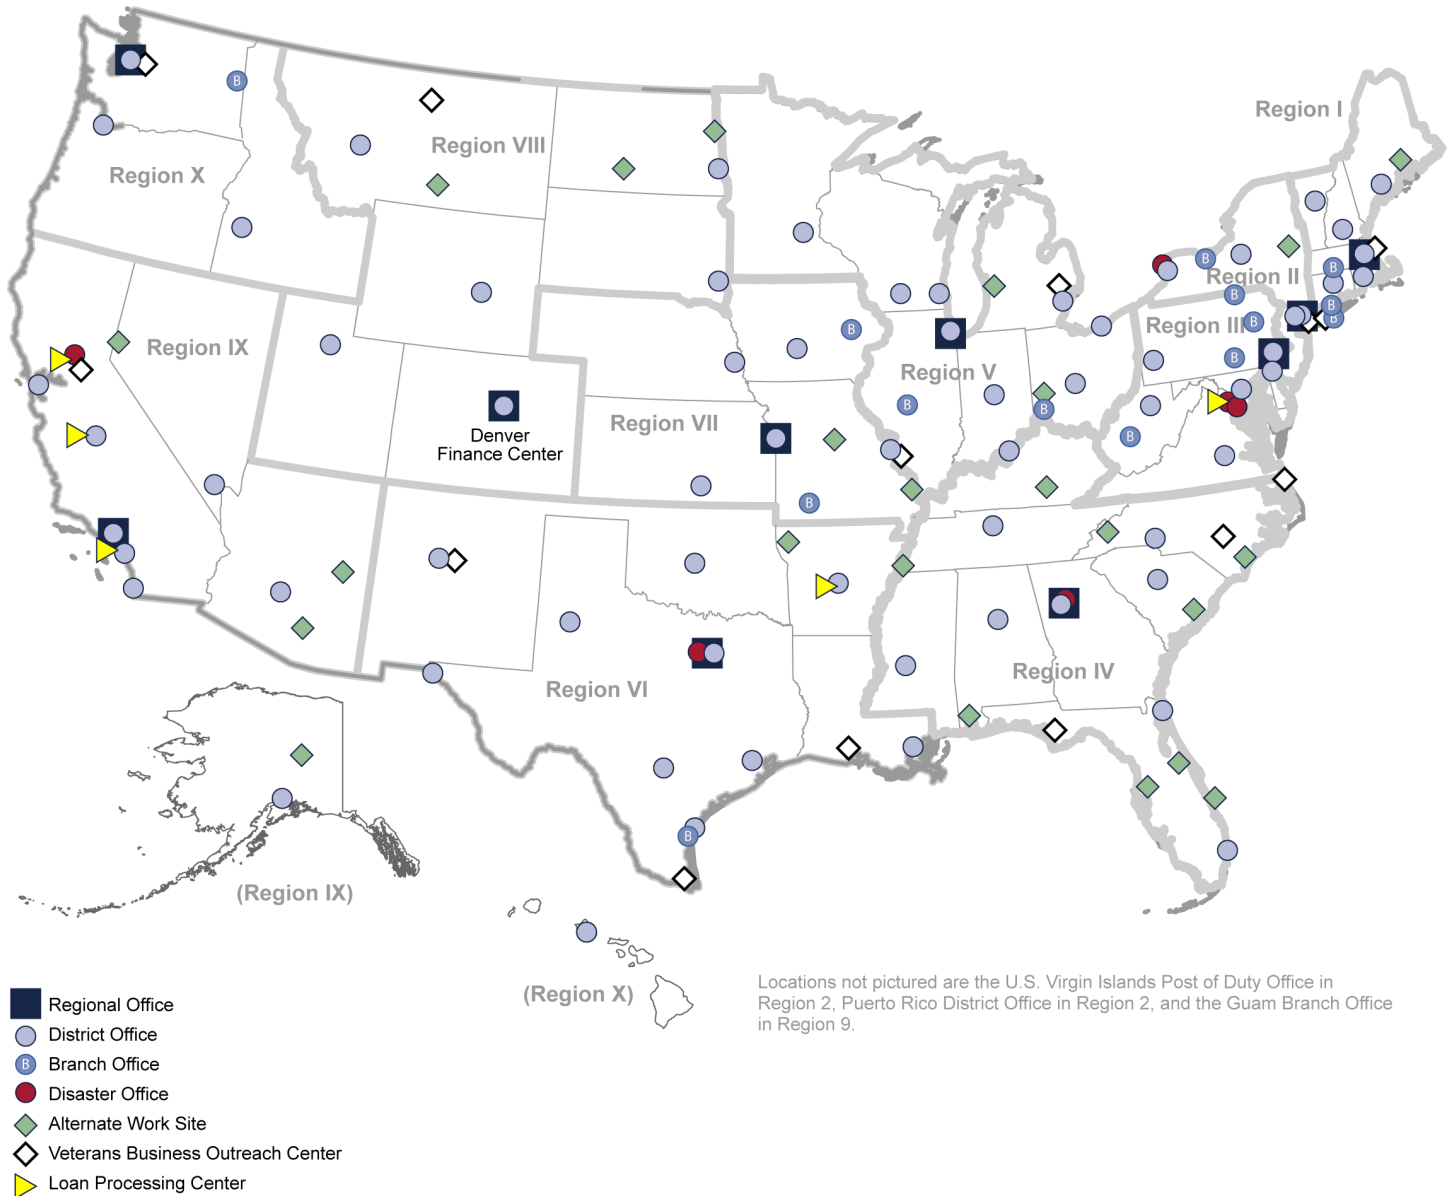 Region I
Region VIII
Region X
Region II
Region III
Region IX
Region V
Region VII
Denver
Finance Center
Region IV
Region VI
(Region IX)
(Region X)
Locations not pictured are the U.S. Virgin Islands Post of Duty Office in
Region 2, Puerto Rico District Office in Region 2, and the Guam Branch Office
in Region 9.
Regional Office
District Office
B Branch Office
Disaster Office
Alternate Work Site
Veterans Business Outreach Center
Loan Processing Center
B
B
B
B
B
B
B
B
B
B
B
B
B
B